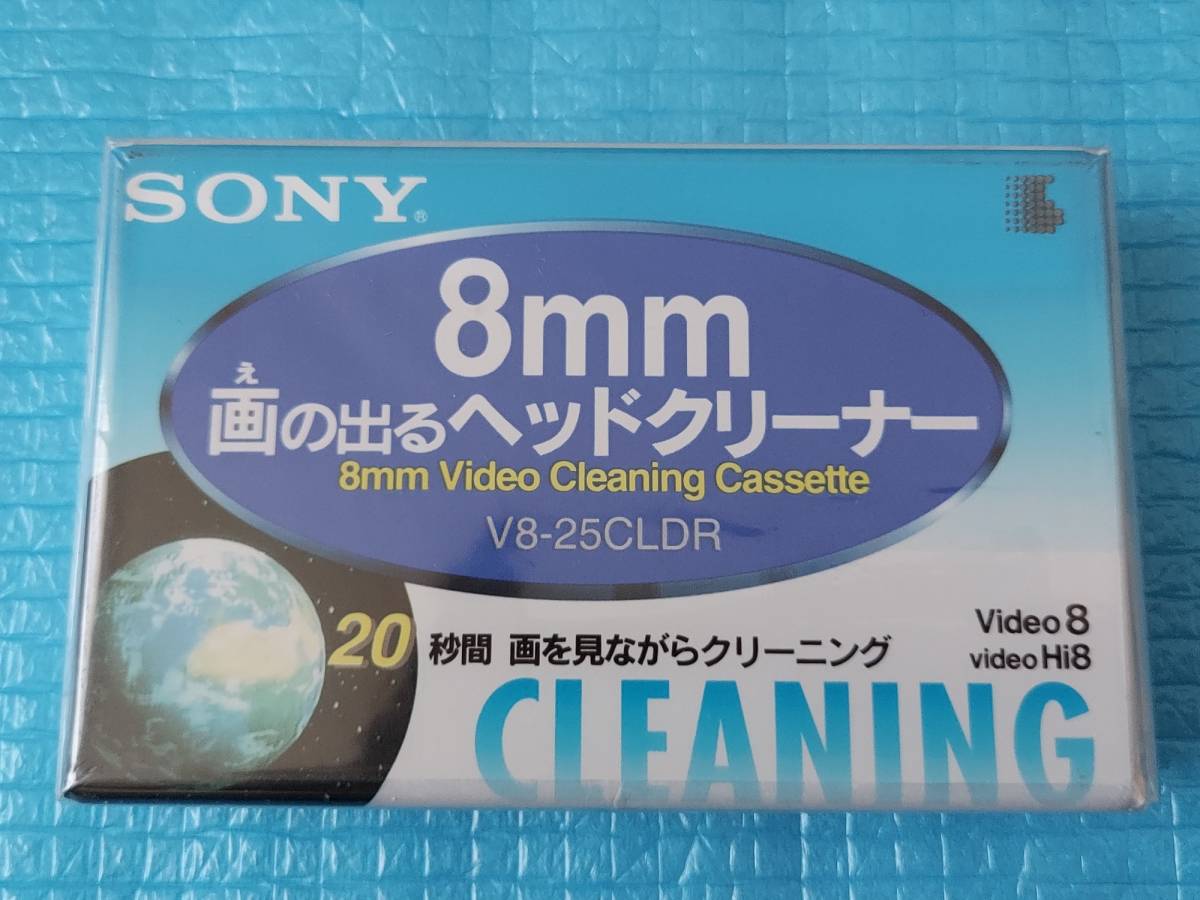 SONY®
8mm
え
画の出るヘッドクリーナー
8mm Video Cleaning Cassette
V8-25CLDR
20秒間 画を見ながらクリーニング
Video 8
video Hi8
CLEANING